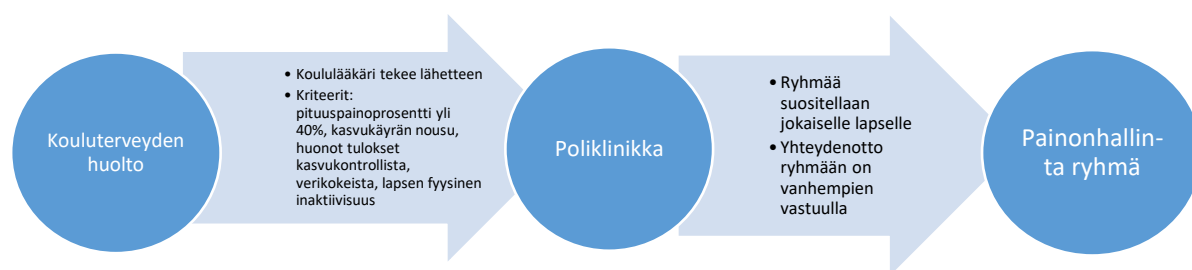 Kouluterveyden
huolto
• Koululääkäri tekee lähetteen
• Kriteerit:
pituuspainoprosentti yli
40%, kasvukäyrän nousu,
huonot tulokset
kasvukontrollista,
verikokeista, lapsen fyysinen
inaktiivisuus
Poliklinikka
• Ryhmää
suositellaan
jokaiselle lapselle
• Yhteydenotto
ryhmään on
vanhempien
vastuulla
Painonhallin-
ta ryhmä